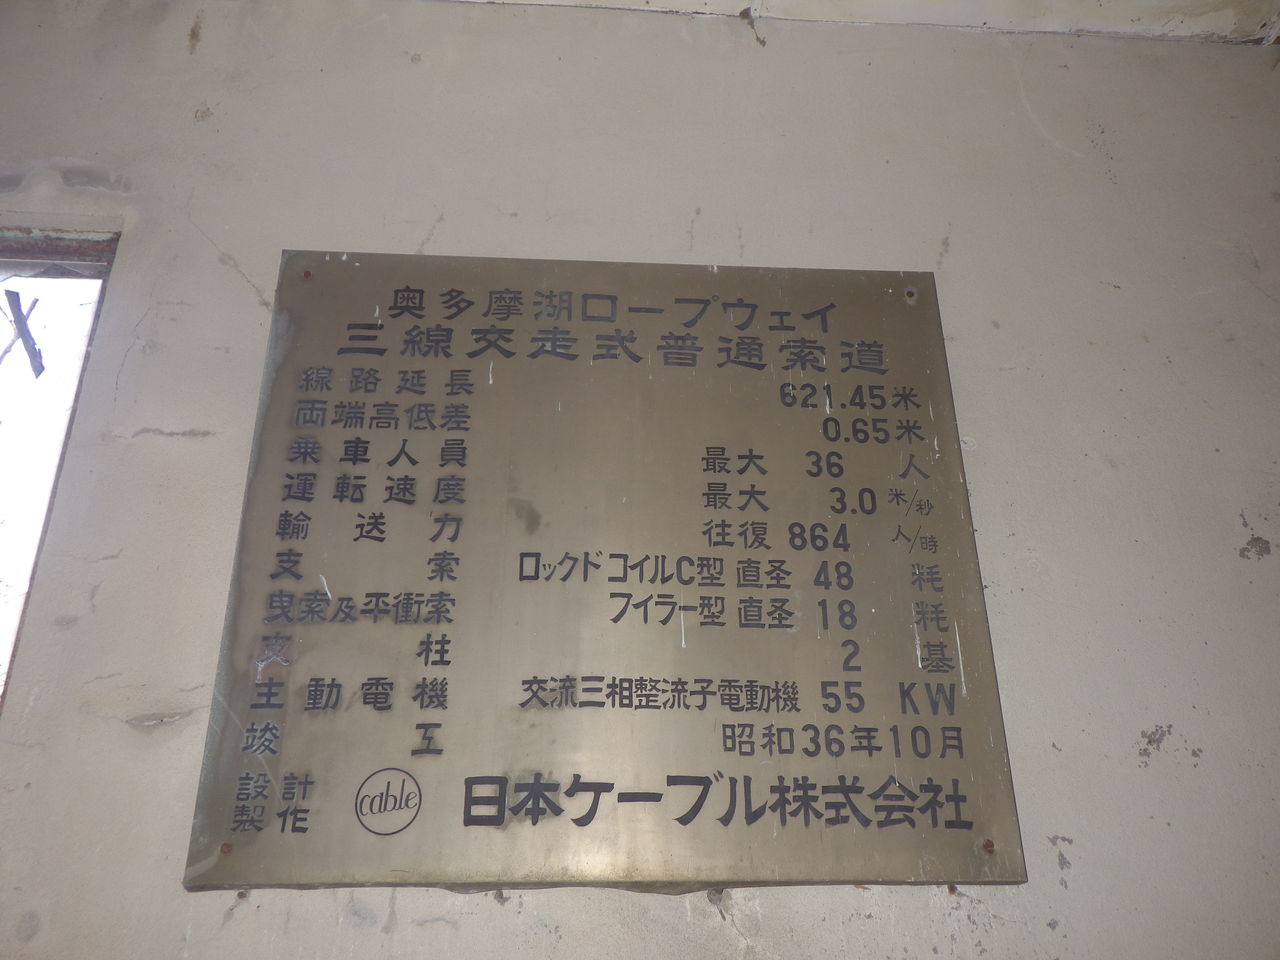 奥多摩湖ロープウェイ
三線交走式普通索道
線路延長 621.45米
両端高低差 0.65米
乗車人員 最大 36 人
運転速度 最大 3.0 米/秒
輸送力 往復 864 人/時
支索 ロックドコイルC型 直圣 48 粍
曳索及平衝索 フイラー型 直圣 18 粍
支柱 2 基
主動電機 交流三相整流子電動機 55 KW
竣工 昭和36年10月
設計
製作 cable 日本ケーブル株式会社